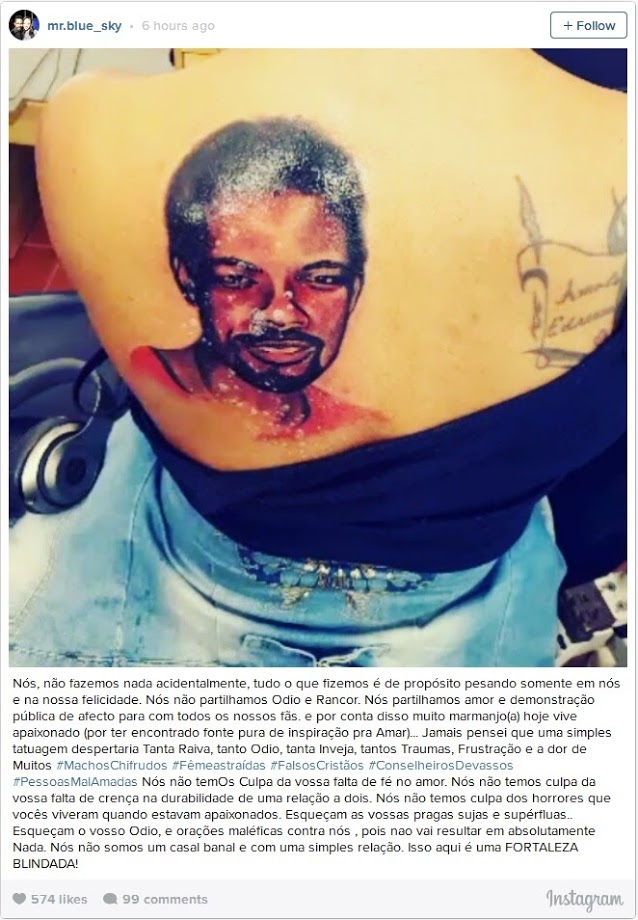 mr.blue_sky • 6 hours ago
+ Follow
Nós, não fazemos nada acidentalmente, tudo o que fizemos é de propósito pesando somente em nós
e na nossa felicidade. Nós não partilhamos Odio e Rancor. Nós partilhamos amor e demonstração
pública de afecto para com todos os nossos fãs. e por conta disso muito marmanjo(a) hoje vive
apaixonado (por ter encontrado fonte pura de inspiração pra Amar)... Jamais pensei que uma simples
tatuagem despertaria Tanta Raiva, tanto Odio, tanta Inveja, tantos Traumas, Frustração e a dor de
Muitos #MachosChifrudos #Fêmeastraídas #FalsosCristãos #ConselheirosDevassos
#PessoasMalAmadas Nós não temOs Culpa da vossa falta de fé no amor. Nós não temos culpa da
vossa falta de crença na durabilidade de uma relação a dois. Nós não temos culpa dos horrores que
vocês viveram quando estavam apaixonados. Esqueçam as vossas pragas sujas e supérfluas..
Esqueçam o vosso Odio, e orações maléficas contra nós , pois nao vai resultar em absolutamente
Nada. Nós não somos um casal banal e com uma simples relação. Isso aqui é uma FORTALEZA
BLINDADA!
574 likes 99 comments
Instagram